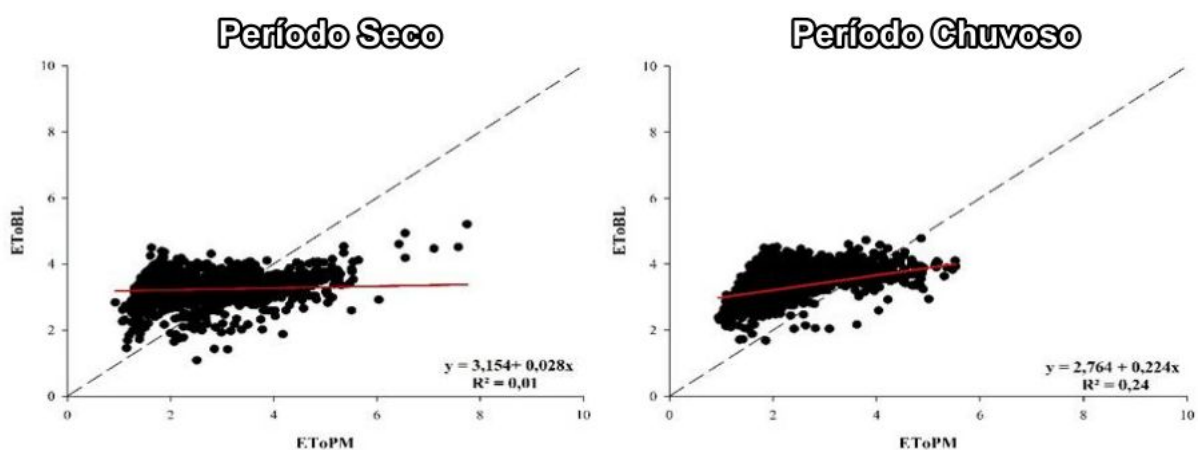 Período Seco
10
8
6
4
2
0
EToBL
0 2 4 6 8 10
EToPM
y = 3,154+ 0,028x
R² = 0,01
Período Chuvoso
10
8
6
4
2
0
EToBL
0 2 4 6 8 10
EToPM
y = 2,764 + 0,224x
R² = 0,24